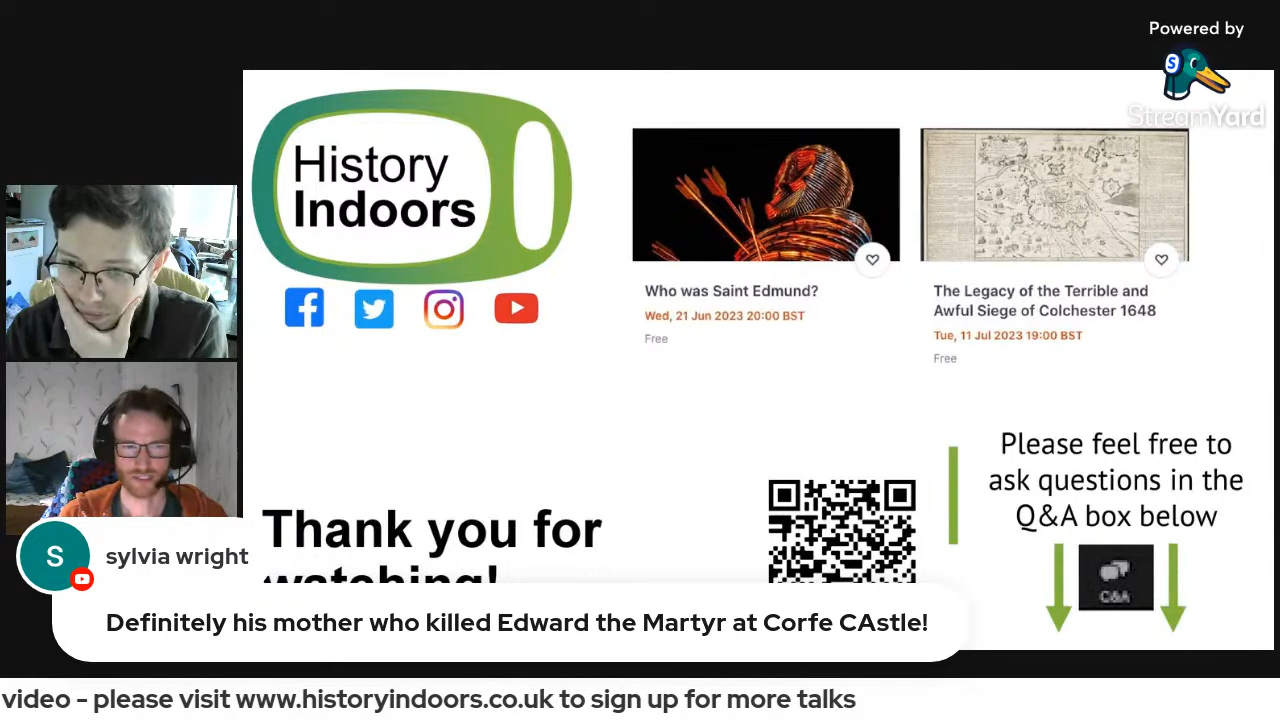 Powered by
StreamYard
History
Indoors
Who was Saint Edmund?
Wed, 21 Jun 2023 20:00 BST
Free
The Legacy of the Terrible and
Awful Siege of Colchester 1648
Tue, 11 Jul 2023 19:00 BST
Free
Please feel free to
ask questions in the
Q&A box below
Q&A
Thank you for
watching!
S
sylvia wright
Definitely his mother who killed Edward the Martyr at Corfe CAstle!
video - please visit www.historyindoors.co.uk to sign up for more talks